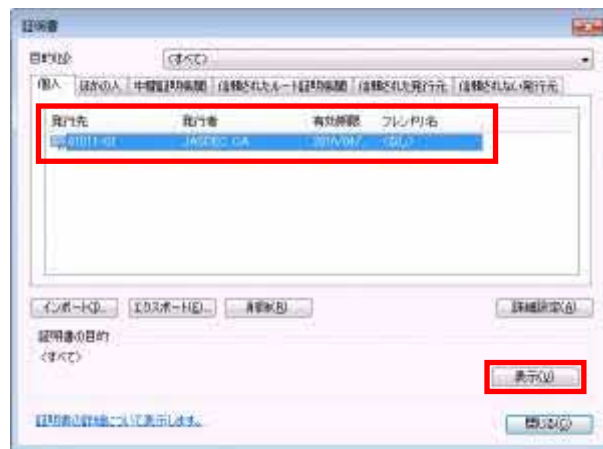 証明書
目的(N): <すべて>
個人 ほかの人 中間証明機関 信頼されたルート証明機関 信頼された発行元 信頼されない発行元
発行先 発行者 有効期限 フレンドリ名
JASDEC CA <なし>
インポート(I)... エクスポート(E)... 削除(R) 詳細設定(A)
証明書の目的
<すべて>
表示(V)
証明書の詳細について表示します。
閉じる(C)